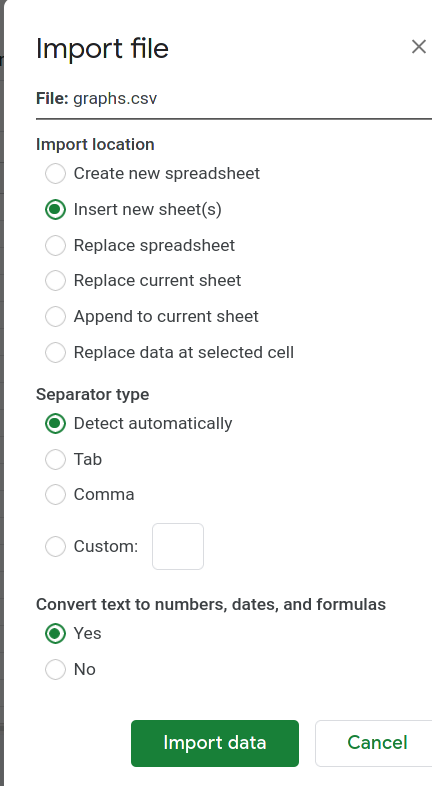 Import file
File: graphs.csv
Import location
Create new spreadsheet
Insert new sheet(s)
Replace spreadsheet
Replace current sheet
Append to current sheet
Replace data at selected cell
Separator type
Detect automatically
Tab
Comma
Custom:
Convert text to numbers, dates, and formulas
Yes
No
Import data Cancel